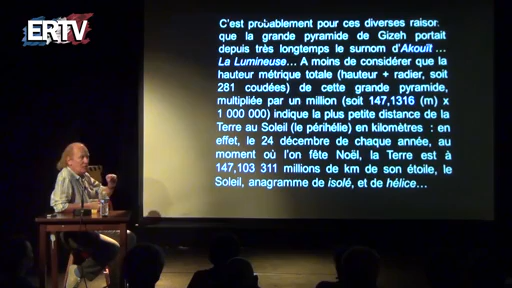 ERTV
C'est probablement pour ces diverses raisons
que la grande pyramide de Gizeh portait
depuis très longtemps le surnom d'Akouit ...
La Lumineuse... A moins de considérer que la
hauteur métrique totale (hauteur + radier, soit
281 coudées) de cette grande pyramide,
multipliée par un million (soit 147,1316 (m) x
1 000 000) indique la plus petite distance de la
Terre au Soleil (le périhélie) en kilomètres : en
effet, le 24 décembre de chaque année, au
moment où l'on fête Noël, la Terre est à
147,103 311 millions de km de son étoile, le
Soleil, anagramme de isolé, et de hélice...